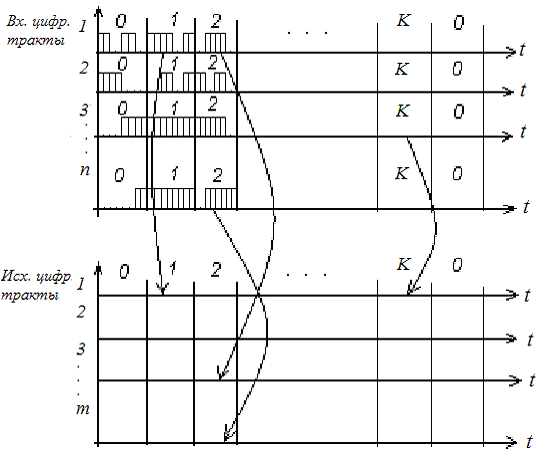 Вх. цифр. тракты
1 0 1 2 . . . K 0 t
2 0 1 2 K 0 t
3 0 1 2 K 0 t
.
.
n 0 1 2 K 0 t
Исх. цифр. тракты
1 0 1 2 . . . K 0 t
2 t
3 t
.
.
m t